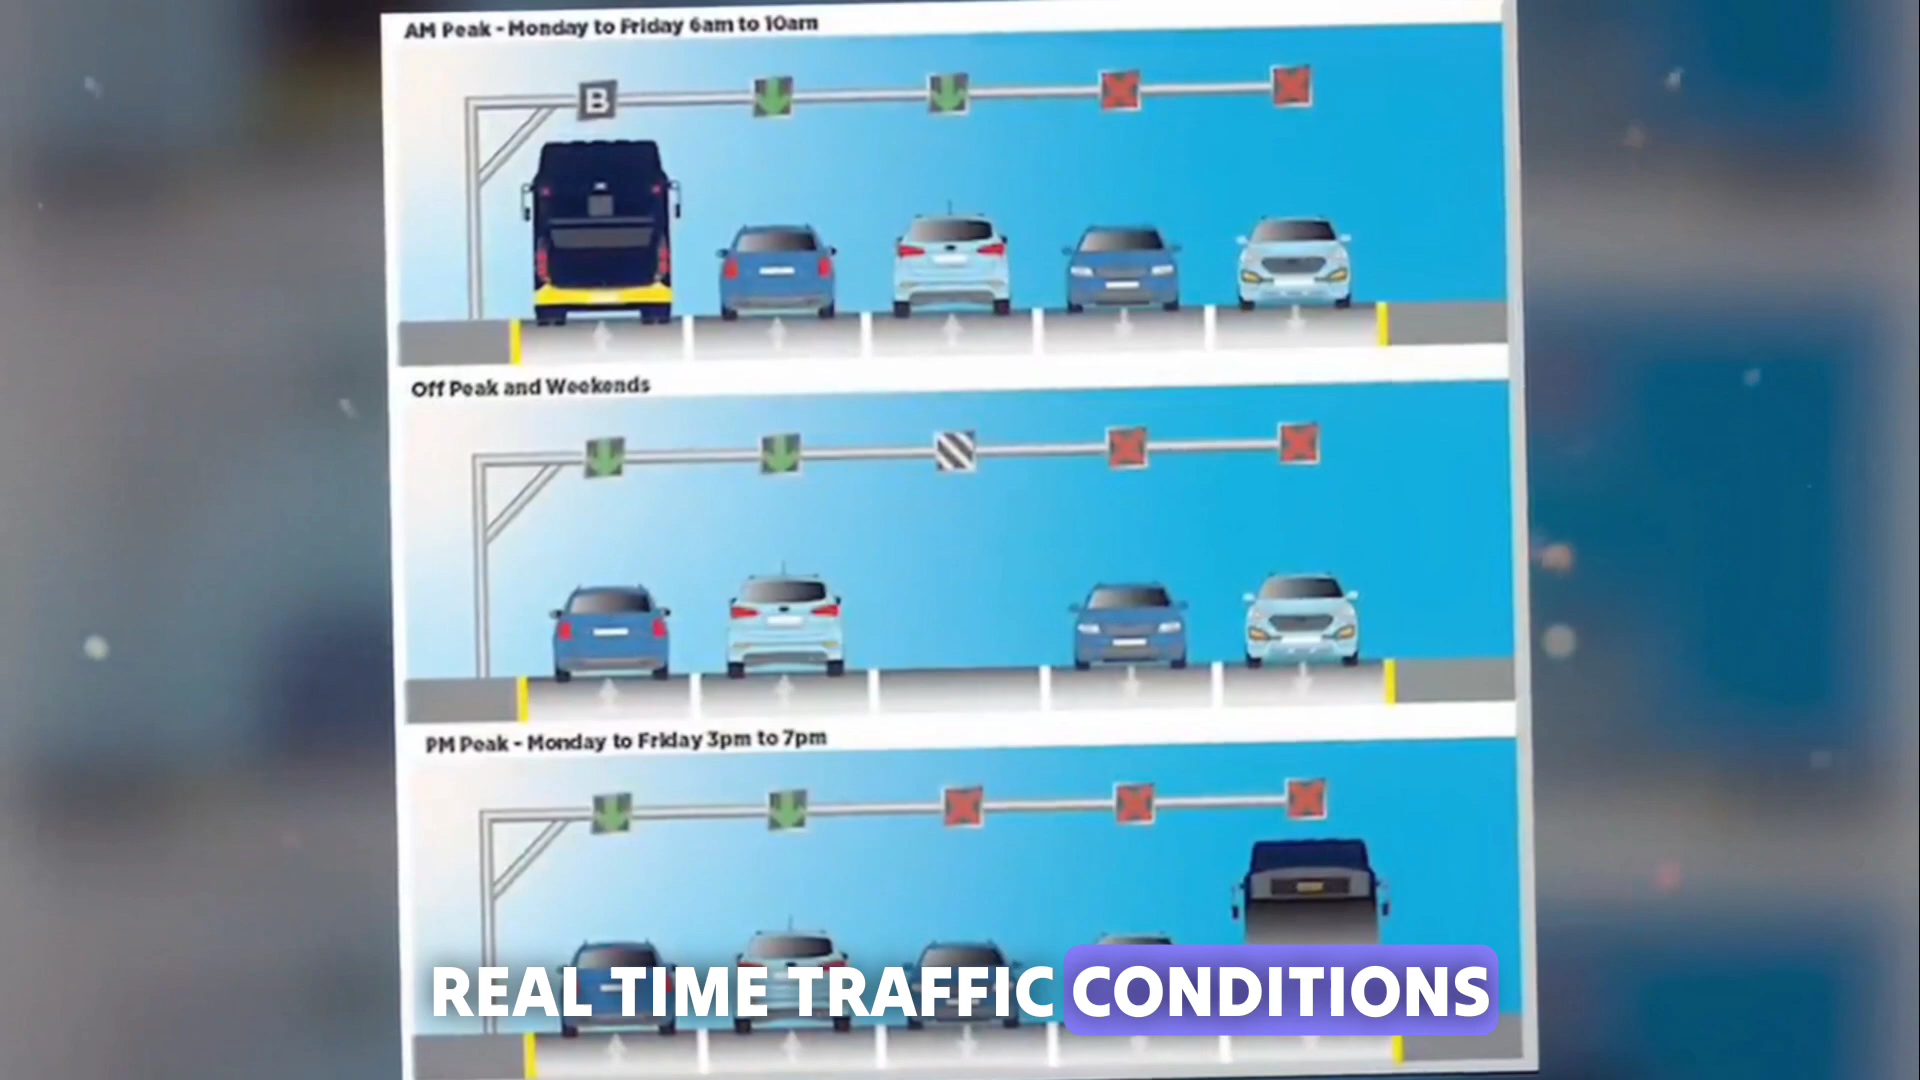 AM Peak - Monday to Friday 6am to 10am
B
Off Peak and Weekends
PM Peak - Monday to Friday 3pm to 7pm
REAL TIME TRAFFIC CONDITIONS